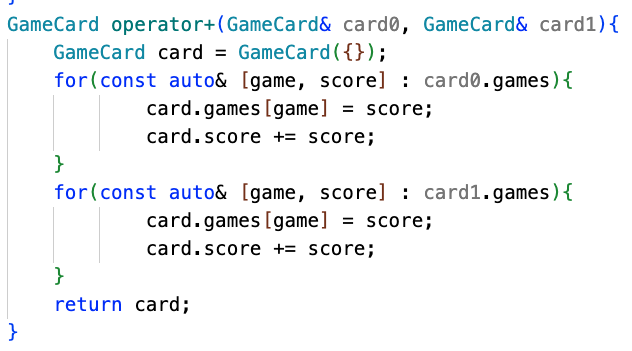 GameCard operator+(GameCard& card0, GameCard& card1){
    GameCard card = GameCard({});
    for(const auto& [game, score] : card0.games){
            card.games[game] = score;
            card.score += score;
    }
    for(const auto& [game, score] : card1.games){
            card.games[game] = score;
            card.score += score;
    }
    return card;
}